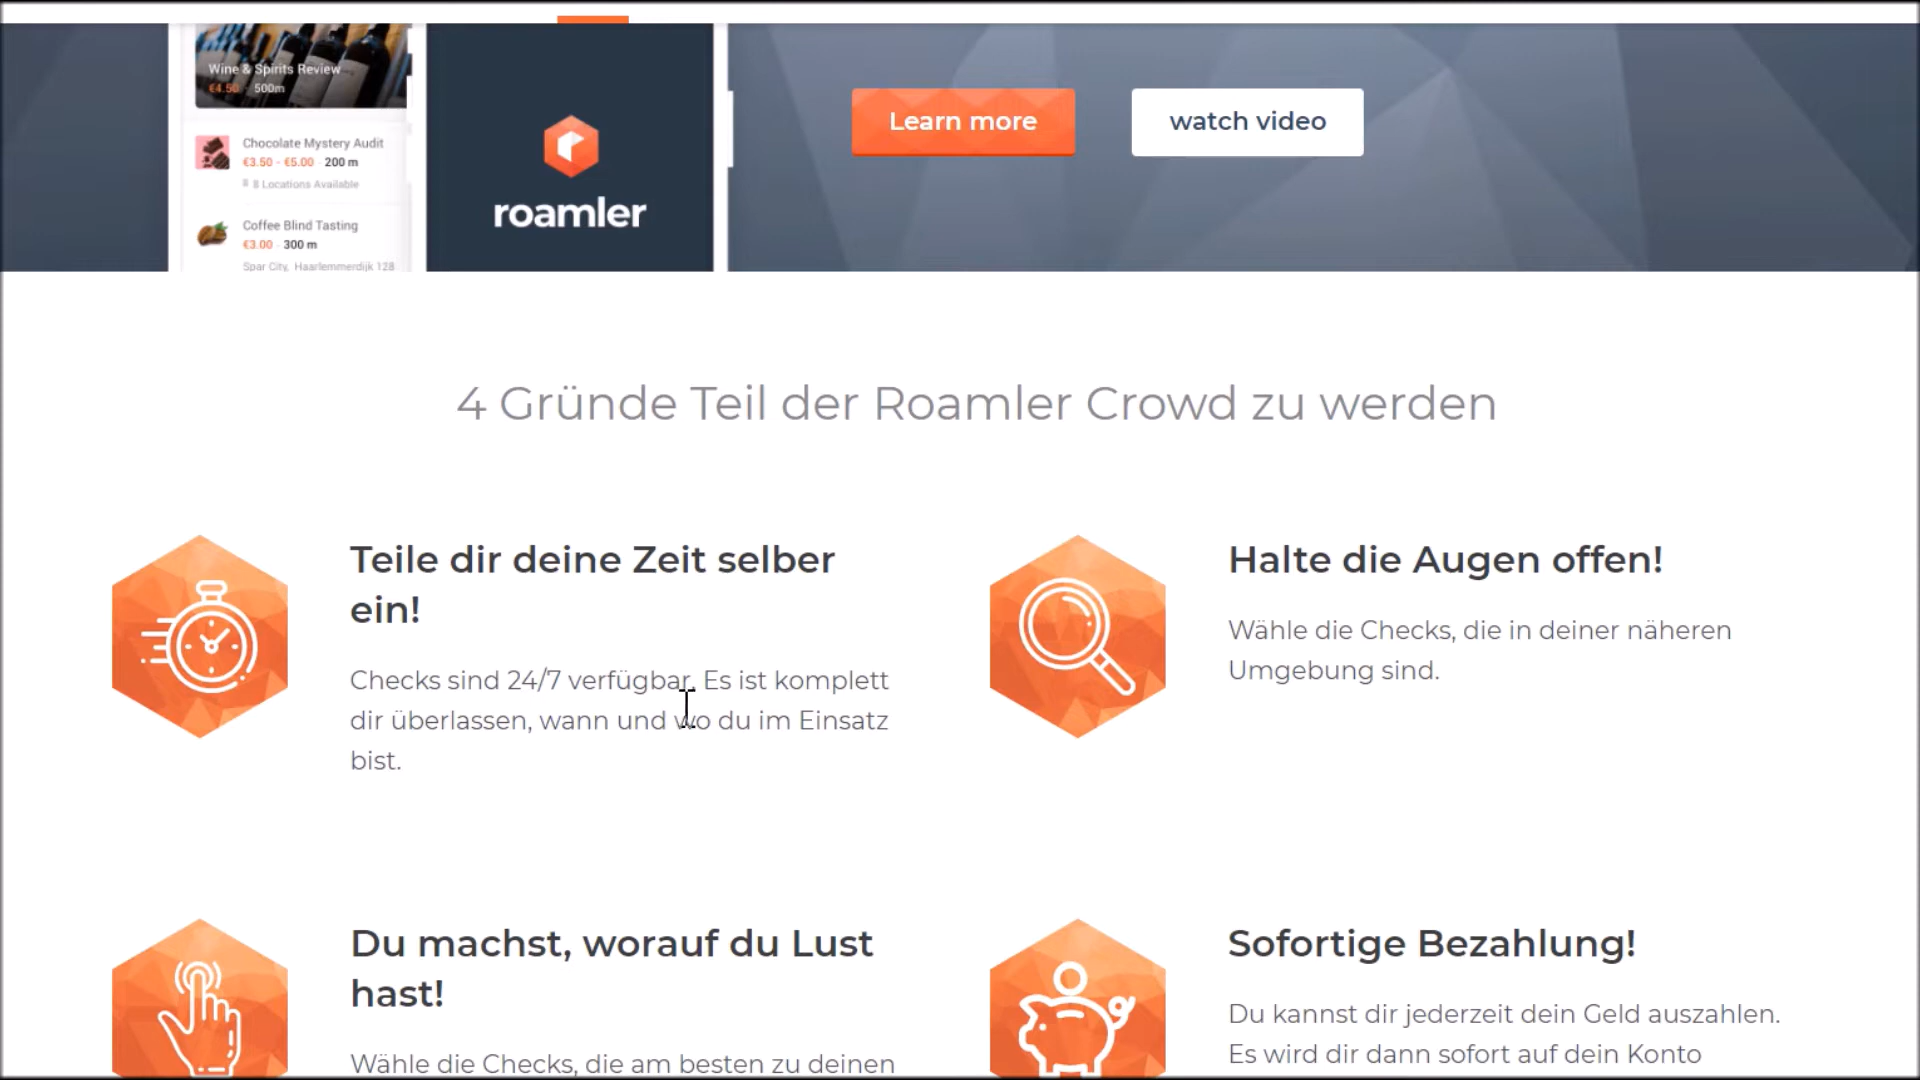 Wine & Spirits Review
€4.50 500m
Chocolate Mystery Audit
€3.50 - €5.00 200 m
8 Locations Available
Coffee Blind Tasting
€3.00 300 m
Spar City, Haarlemmerdijk 128
roamler
Learn more
watch video
4 Gründe Teil der Roamler Crowd zu werden
Teile dir deine Zeit selber
ein!
Checks sind 24/7 verfügbar. Es ist komplett
dir überlassen, wann und wo du im Einsatz
bist.
Halte die Augen offen!
Wähle die Checks, die in deiner näheren
Umgebung sind.
Du machst, worauf du Lust
hast!
Wähle die Checks, die am besten zu deinen
Sofortige Bezahlung!
Du kannst dir jederzeit dein Geld auszahlen.
Es wird dir dann sofort auf dein Konto